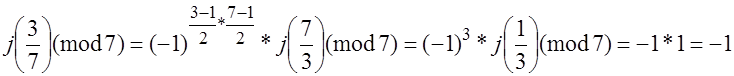 j(3/7)(mod 7) = (−1)^(3−1/2 * 7−1/2) * j(7/3)(mod 7) = (−1)^3 * j(1/3)(mod 7) = −1*1 = −1